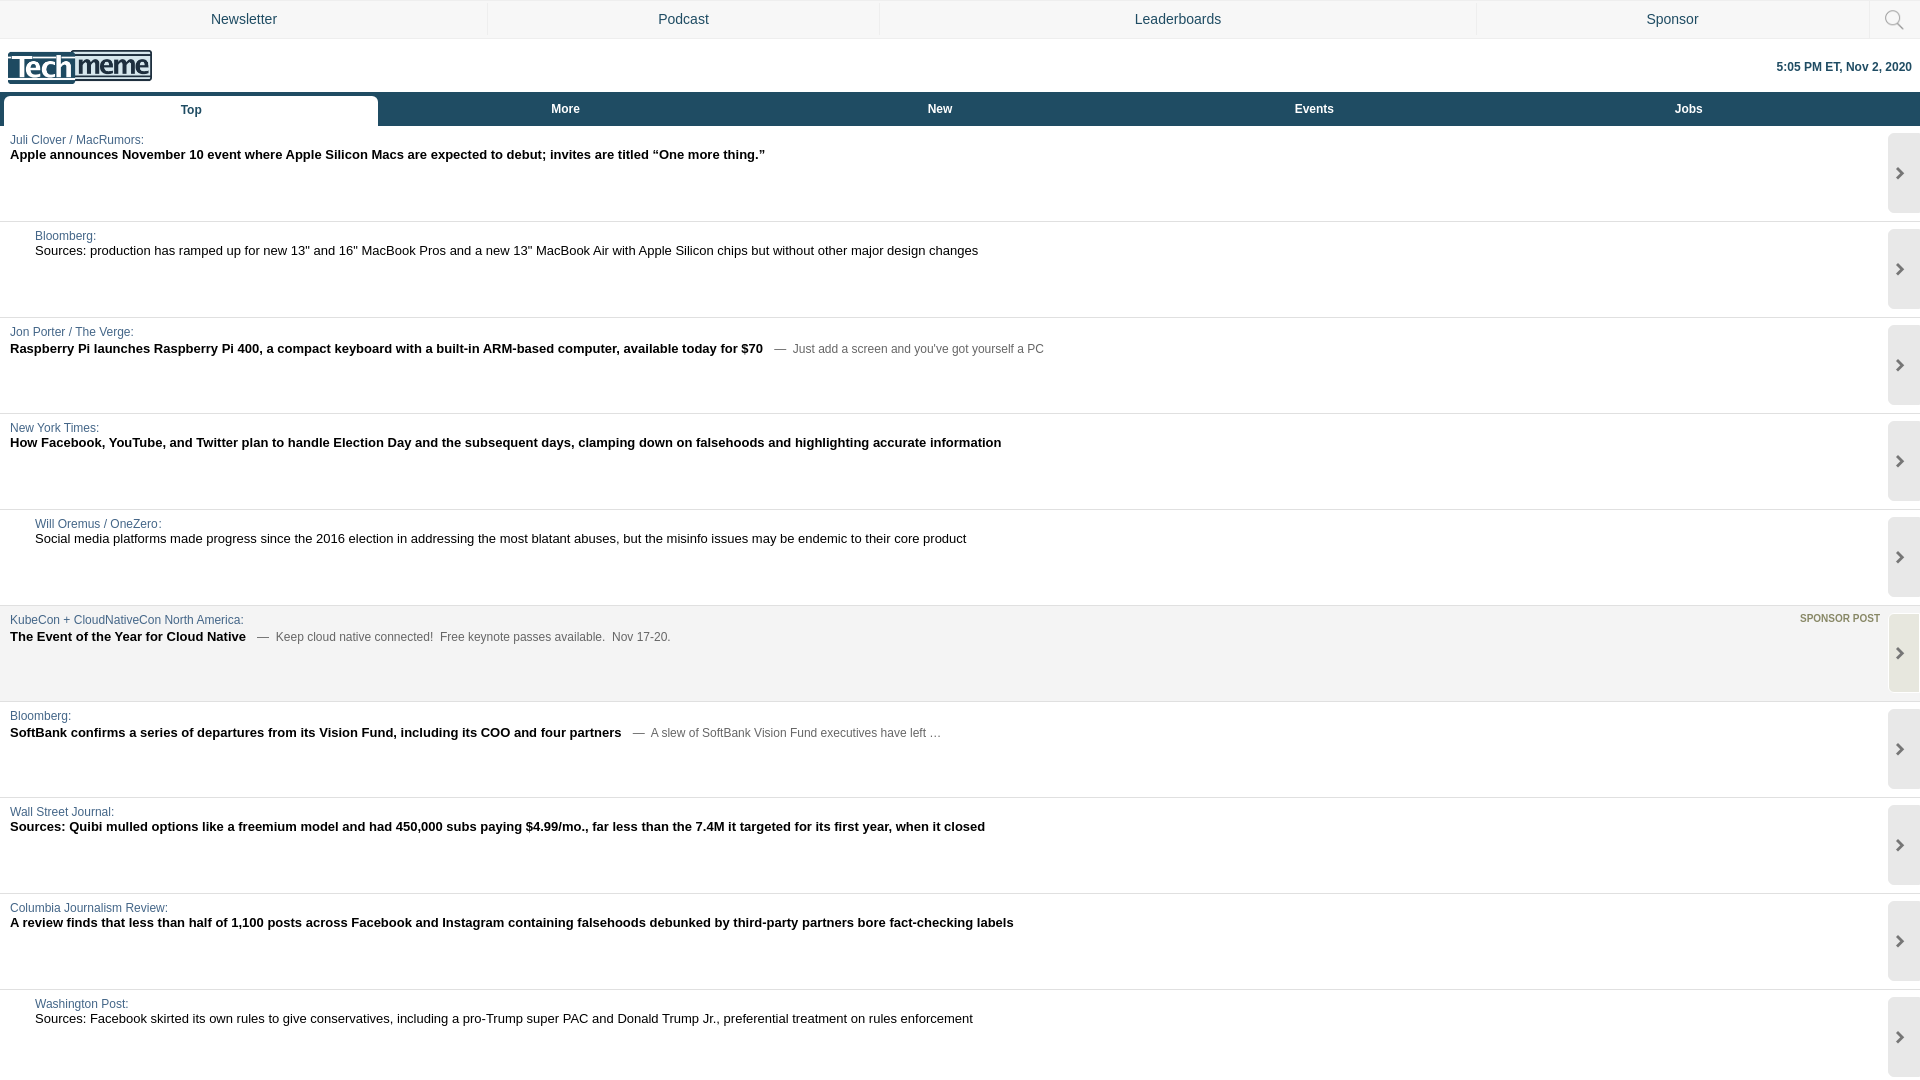 Newsletter
Podcast
Leaderboards
Sponsor
Techmeme
5:05 PM ET, Nov 2, 2020
Top
More
New
Events
Jobs
Juli Clover / MacRumors:
Apple announces November 10 event where Apple Silicon Macs are expected to debut; invites are titled “One more thing.”
Bloomberg:
Sources: production has ramped up for new 13" and 16" MacBook Pros and a new 13" MacBook Air with Apple Silicon chips but without other major design changes
Jon Porter / The Verge:
Raspberry Pi launches Raspberry Pi 400, a compact keyboard with a built-in ARM-based computer, available today for $70 — Just add a screen and you've got yourself a PC
New York Times:
How Facebook, YouTube, and Twitter plan to handle Election Day and the subsequent days, clamping down on falsehoods and highlighting accurate information
Will Oremus / OneZero:
Social media platforms made progress since the 2016 election in addressing the most blatant abuses, but the misinfo issues may be endemic to their core product
KubeCon + CloudNativeCon North America:
SPONSOR POST
The Event of the Year for Cloud Native — Keep cloud native connected! Free keynote passes available. Nov 17-20.
Bloomberg:
SoftBank confirms a series of departures from its Vision Fund, including its COO and four partners — A slew of SoftBank Vision Fund executives have left …
Wall Street Journal:
Sources: Quibi mulled options like a freemium model and had 450,000 subs paying $4.99/mo., far less than the 7.4M it targeted for its first year, when it closed
Columbia Journalism Review:
A review finds that less than half of 1,100 posts across Facebook and Instagram containing falsehoods debunked by third-party partners bore fact-checking labels
Washington Post:
Sources: Facebook skirted its own rules to give conservatives, including a pro-Trump super PAC and Donald Trump Jr., preferential treatment on rules enforcement